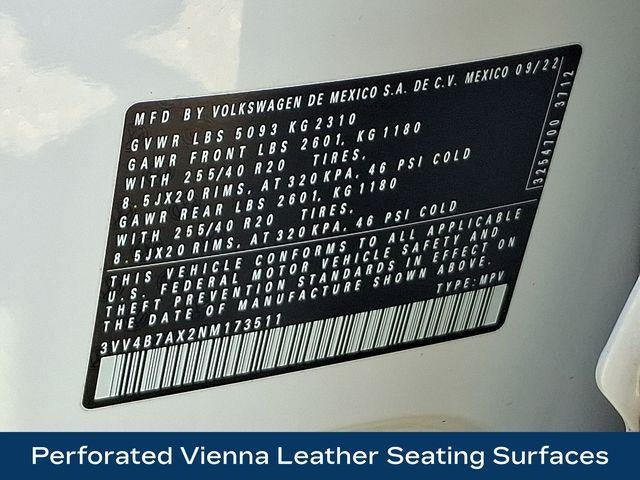 MFD BY VOLKSWAGEN DE MEXICO S.A. DE C.V. MEXICO 09/22
GVWR LBS 5093 KG 2310
GAWR FRONT LBS 2601, KG 1180
WITH 255/40 R20 TIRES,
8.5JX20 RIMS, AT 320 KPA, 46 PSI COLD
GAWR REAR LBS 2601, KG 1180
WITH 255/40 R20 TIRES,
8.5JX20 RIMS, AT 320 KPA, 46 PSI COLD
3254700 3712
THIS VEHICLE CONFORMS TO ALL APPLICABLE
U.S. FEDERAL MOTOR VEHICLE SAFETY AND
THEFT PREVENTION STANDARDS IN EFFECT ON
THE DATE OF MANUFACTURE SHOWN ABOVE.
3VV4B7AX2NM173511 TYPE: MPV
Perforated Vienna Leather Seating Surfaces